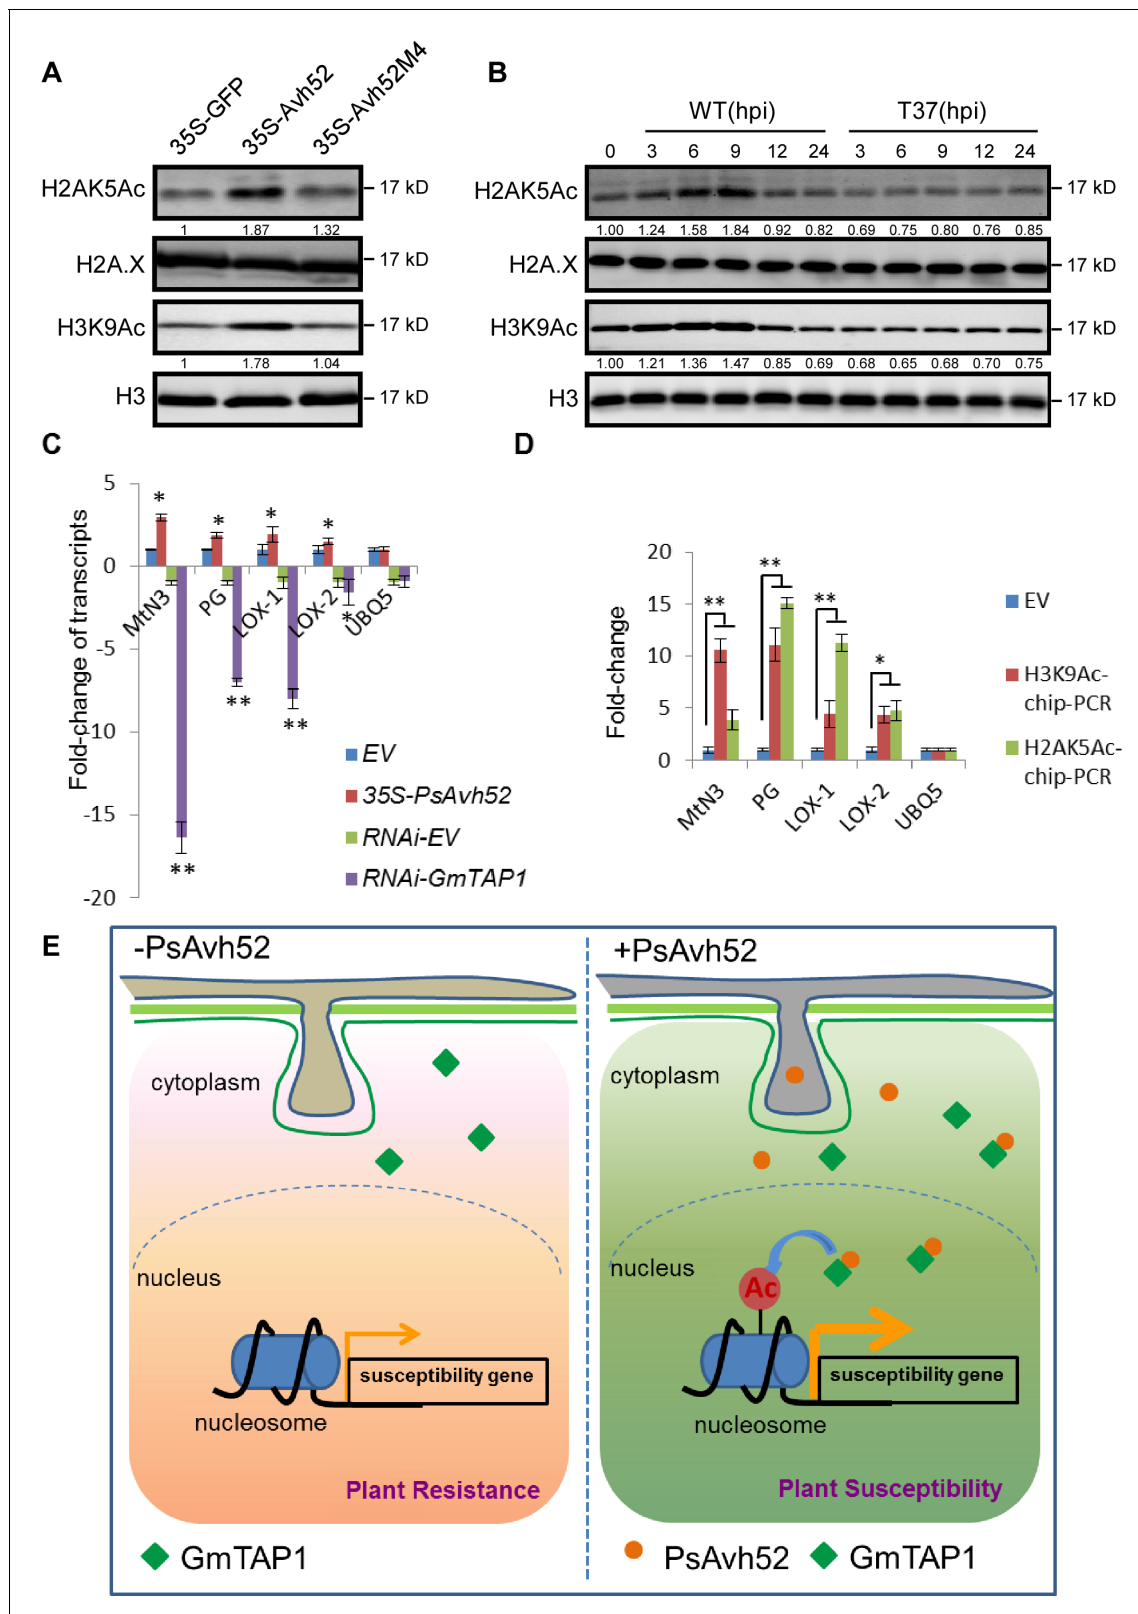 A
35S-GFP
35S-Avh52
35S-Avh52M4
H2AK5Ac
17 kD
1 1.87 1.32
H2A.X
17 kD
H3K9Ac
17 kD
1 1.78 1.04
H3
17 kD
B
WT(hpi) T37(hpi)
0 3 6 9 12 24 3 6 9 12 24
H2AK5Ac
17 kD
1.00 1.24 1.58 1.84 0.92 0.82 0.69 0.75 0.80 0.76 0.85
H2A.X
17 kD
H3K9Ac
17 kD
1.00 1.21 1.36 1.47 0.85 0.69 0.68 0.65 0.68 0.70 0.75
H3
17 kD
C
Fold-change of transcripts
5
0
-5
-10
-15
-20
* * * *
MtN3 PG LOX-1 LOX-2 UBQ5
** ** ** *
EV
35S-PsAvh52
RNAi-EV
RNAi-GmTAP1
D
Fold-change
20
15
10
5
0
** ** ** *
MtN3 PG LOX-1 LOX-2 UBQ5
EV
H3K9Ac-
chip-PCR
H2AK5Ac-
chip-PCR
E
-PsAvh52
cytoplasm
nucleus
susceptibility gene
nucleosome
Plant Resistance
GmTAP1
+PsAvh52
cytoplasm
nucleus
Ac
susceptibility gene
nucleosome
Plant Susceptibility
PsAvh52 GmTAP1